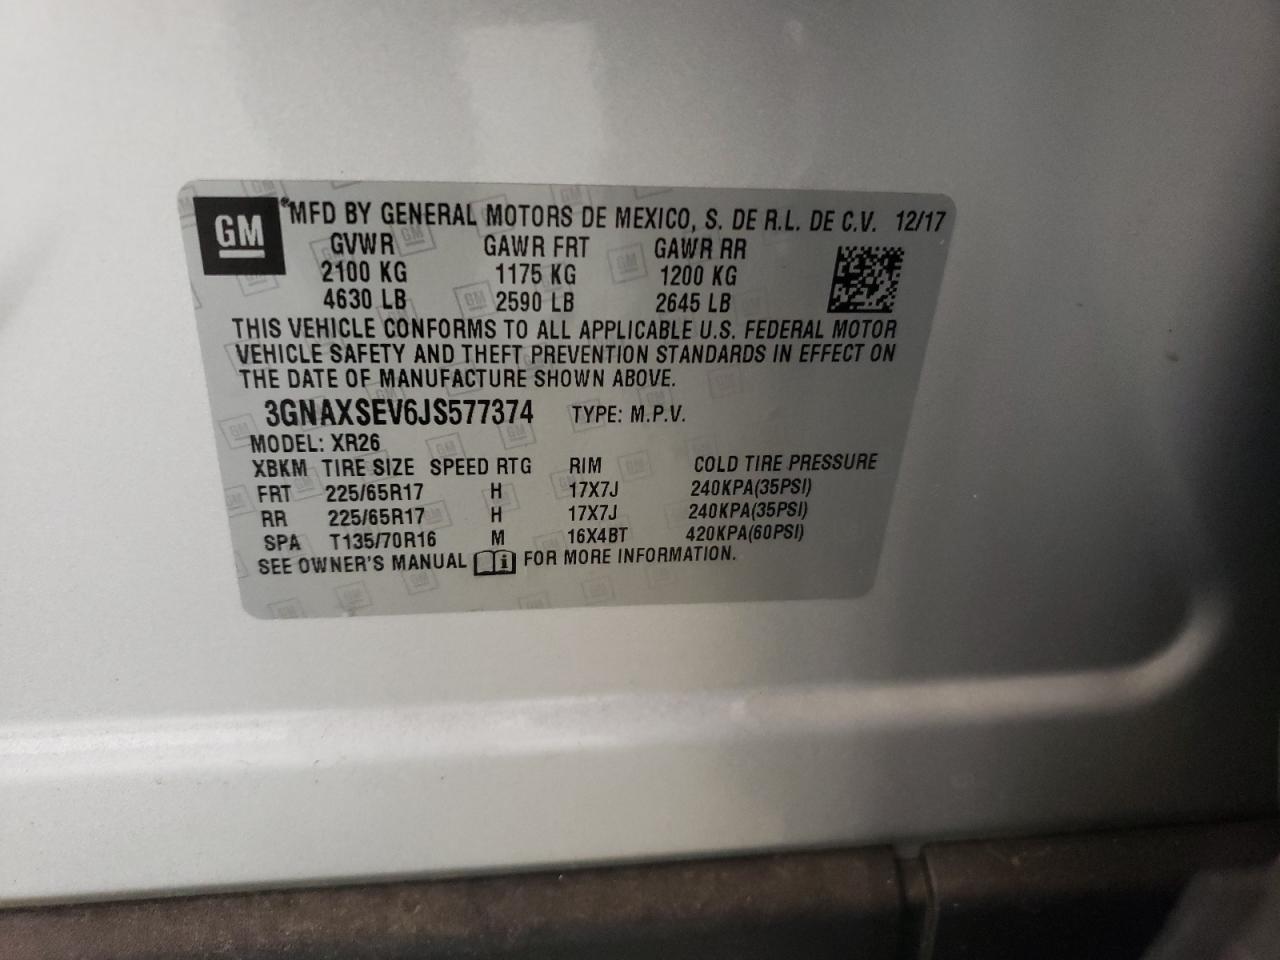 GM ®MFD BY GENERAL MOTORS DE MEXICO, S. DE R.L. DE C.V. 12/17
GVWR GAWR FRT GAWR RR
2100 KG 1175 KG 1200 KG
4630 LB 2590 LB 2645 LB
THIS VEHICLE CONFORMS TO ALL APPLICABLE U.S. FEDERAL MOTOR
VEHICLE SAFETY AND THEFT PREVENTION STANDARDS IN EFFECT ON
THE DATE OF MANUFACTURE SHOWN ABOVE.
3GNAXSEV6JS577374 TYPE: M.P.V.
MODEL: XR26
XBKM TIRE SIZE SPEED RTG RIM COLD TIRE PRESSURE
FRT 225/65R17 H 17X7J 240KPA(35PSI)
RR 225/65R17 H 17X7J 240KPA(35PSI)
SPA T135/70R16 M 16X4BT 420KPA(60PSI)
SEE OWNER'S MANUAL i FOR MORE INFORMATION.